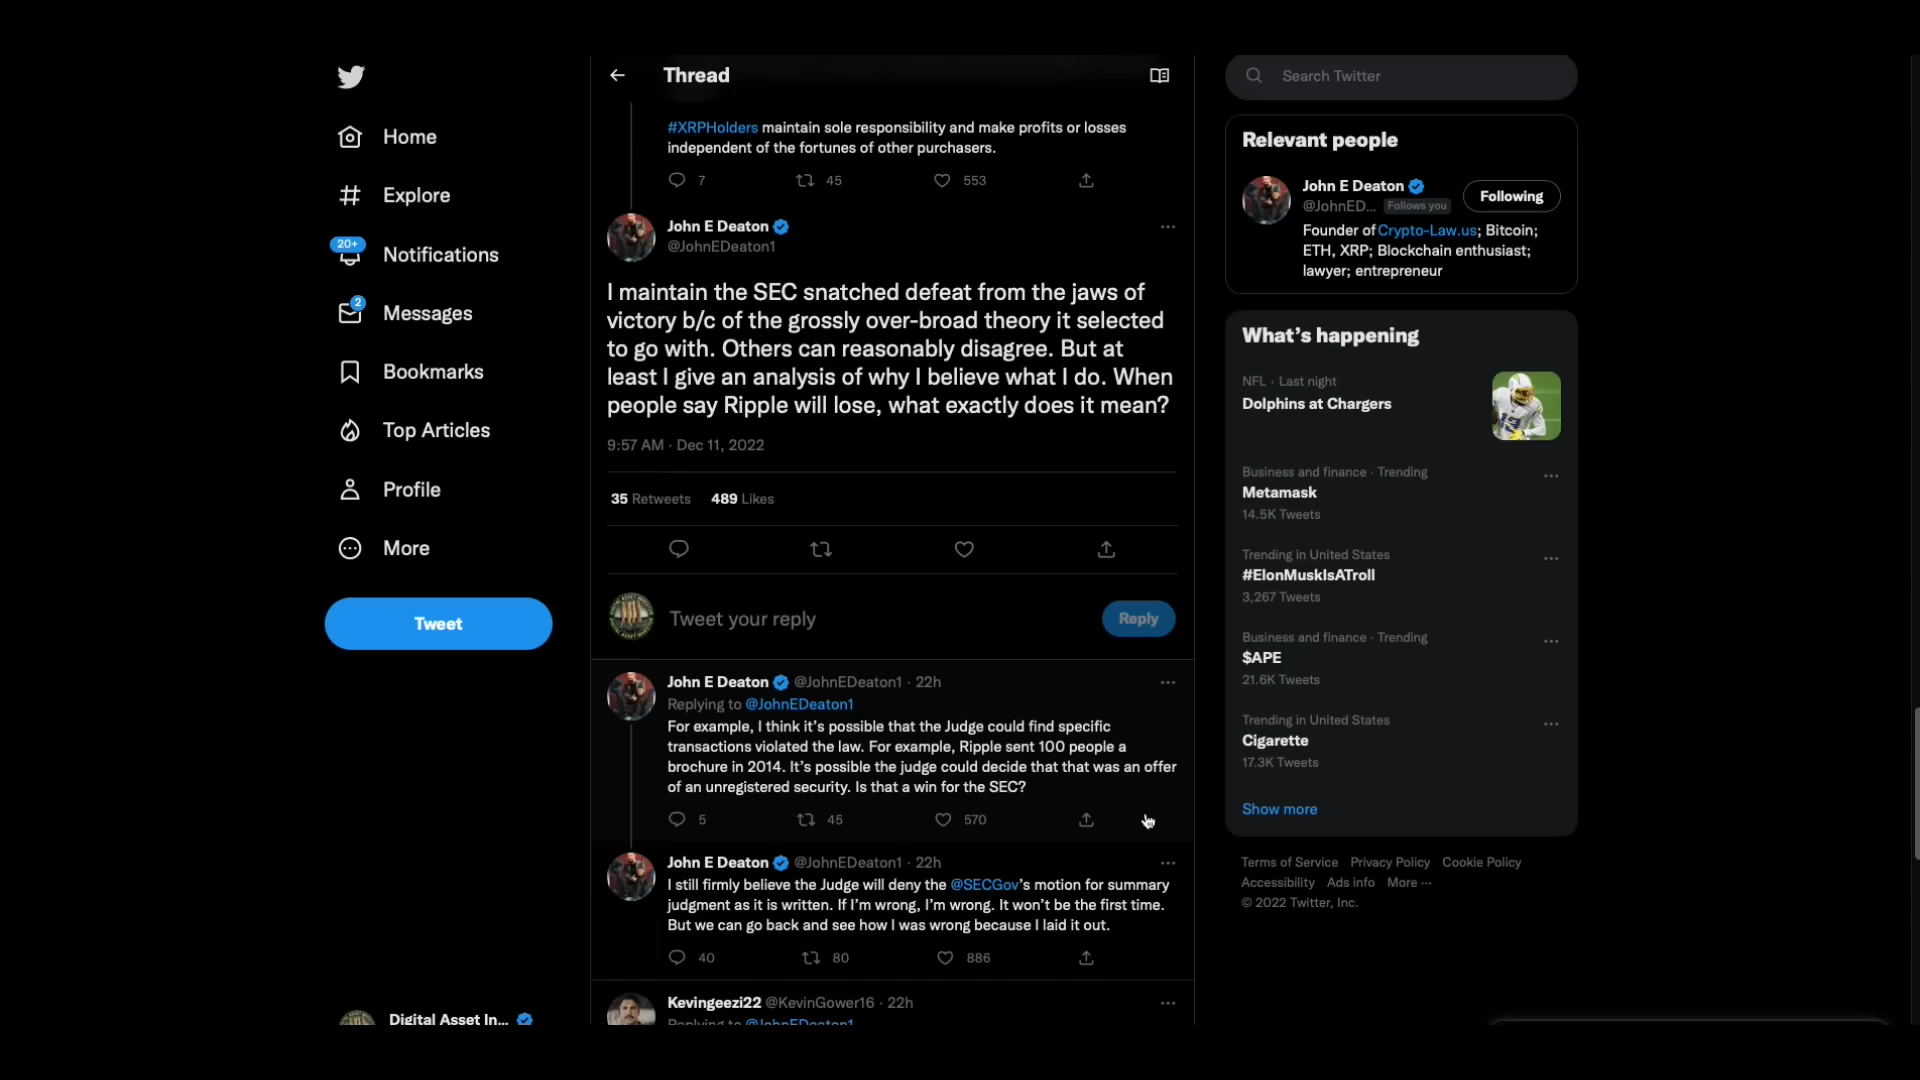 Home
Explore
20+
Notifications
2
Messages
Bookmarks
Top Articles
Profile
More
Tweet
Digital Asset In...
Thread
#XRPHolders maintain sole responsibility and make profits or losses
independent of the fortunes of other purchasers.
7 45 553
John E Deaton
@JohnEDeaton1
I maintain the SEC snatched defeat from the jaws of
victory b/c of the grossly over-broad theory it selected
to go with. Others can reasonably disagree. But at
least I give an analysis of why I believe what I do. When
people say Ripple will lose, what exactly does it mean?
9:57 AM · Dec 11, 2022
35 Retweets 489 Likes
Tweet your reply
Reply
John E Deaton @JohnEDeaton1 · 22h
Replying to @JohnEDeaton1
For example, I think it's possible that the Judge could find specific
transactions violated the law. For example, Ripple sent 100 people a
brochure in 2014. It's possible the judge could decide that that was an offer
of an unregistered security. Is that a win for the SEC?
5 45 570
John E Deaton @JohnEDeaton1 · 22h
I still firmly believe the Judge will deny the @SECGov's motion for summary
judgment as it is written. If I'm wrong, I'm wrong. It won't be the first time.
But we can go back and see how I was wrong because I laid it out.
40 80 886
Kevingeezi22 @KevinGower16 · 22h
Replying to @JohnEDeaton1
Search Twitter
Relevant people
John E Deaton
@JohnED... Follows you
Following
Founder of Crypto-Law.us; Bitcoin;
ETH, XRP; Blockchain enthusiast;
lawyer; entrepreneur
What's happening
NFL · Last night
Dolphins at Chargers
Business and finance · Trending
Metamask
14.5K Tweets
Trending in United States
#ElonMuskIsATroll
3,267 Tweets
Business and finance · Trending
$APE
21.6K Tweets
Trending in United States
Cigarette
17.3K Tweets
Show more
Terms of Service Privacy Policy Cookie Policy
Accessibility Ads info More ...
© 2022 Twitter, Inc.